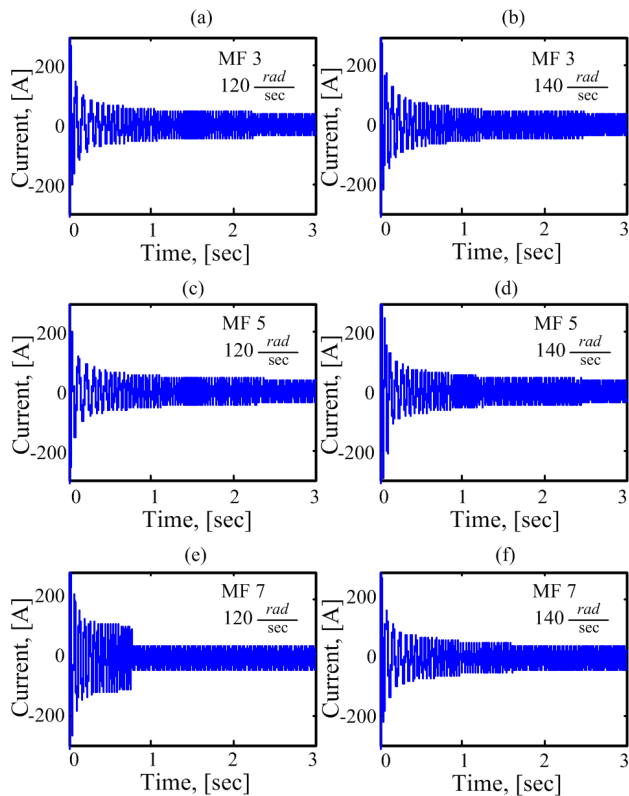 (a)
(b)
Current, [A]
200
0
-200
MF 3
120 rad/sec
0 1 2 3
Time, [sec]
Current, [A]
200
0
-200
MF 3
140 rad/sec
0 1 2 3
Time, [sec]
(c)
(d)
Current, [A]
200
0
-200
MF 5
120 rad/sec
0 1 2 3
Time, [sec]
Current, [A]
200
0
-200
MF 5
140 rad/sec
0 1 2 3
Time, [sec]
(e)
(f)
Current, [A]
200
0
-200
MF 7
120 rad/sec
0 1 2 3
Time, [sec]
Current, [A]
200
0
-200
MF 7
140 rad/sec
0 1 2 3
Time, [sec]